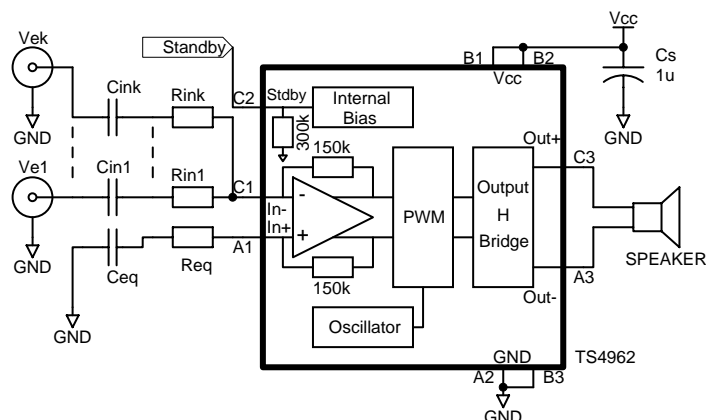 Vek
GND
Cink
Rink
Standby
C2
Stdby
300k
Internal
Bias
B1
B2
Vcc
Vcc
Cs
1u
GND
Ve1
GND
Cin1
Rin1
C1
In-
In+
A1
150k
-
+
150k
PWM
Output
H
Bridge
Out+
C3
SPEAKER
A3
Out-
Ceq
Req
GND
Oscillator
GND
TS4962
A2
B3
GND